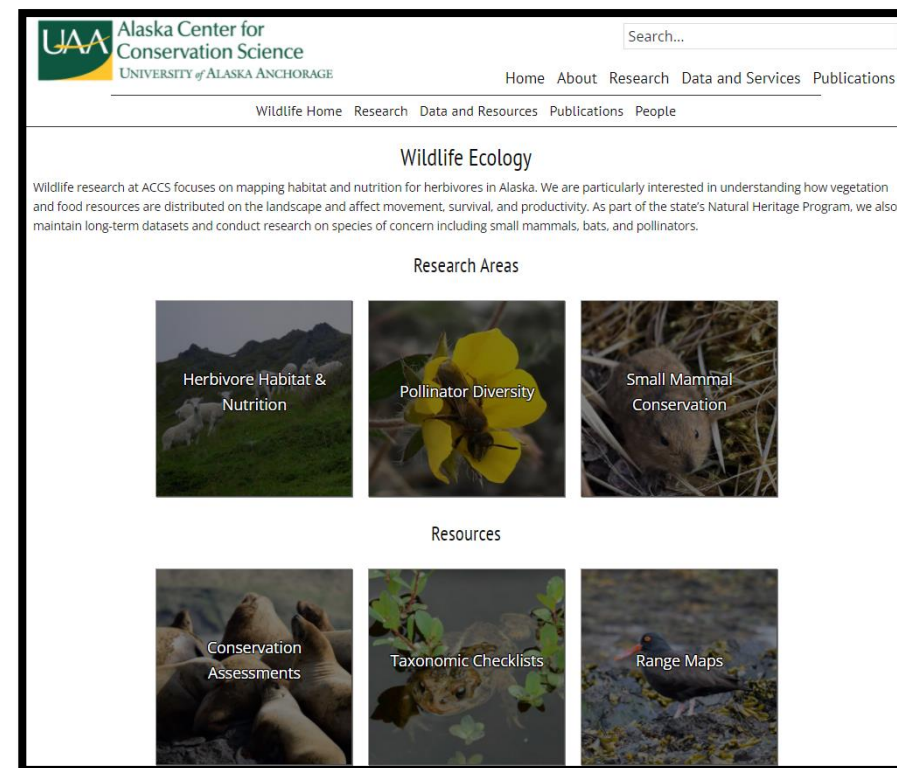 UAA
Alaska Center for
Conservation Science
UNIVERSITY of ALASKA ANCHORAGE
Search...
Home About Research Data and Services Publications
Wildlife Home Research Data and Resources Publications People
Wildlife Ecology
Wildlife research at ACCS focuses on mapping habitat and nutrition for herbivores in Alaska. We are particularly interested in understanding how vegetation
and food resources are distributed on the landscape and affect movement, survival, and productivity. As part of the state's Natural Heritage Program, we also
maintain long-term datasets and conduct research on species of concern including small mammals, bats, and pollinators.
Research Areas
Herbivore Habitat &
Nutrition
Pollinator Diversity
Small Mammal
Conservation
Resources
Conservation
Assessments
Taxonomic Checklists
Range Maps